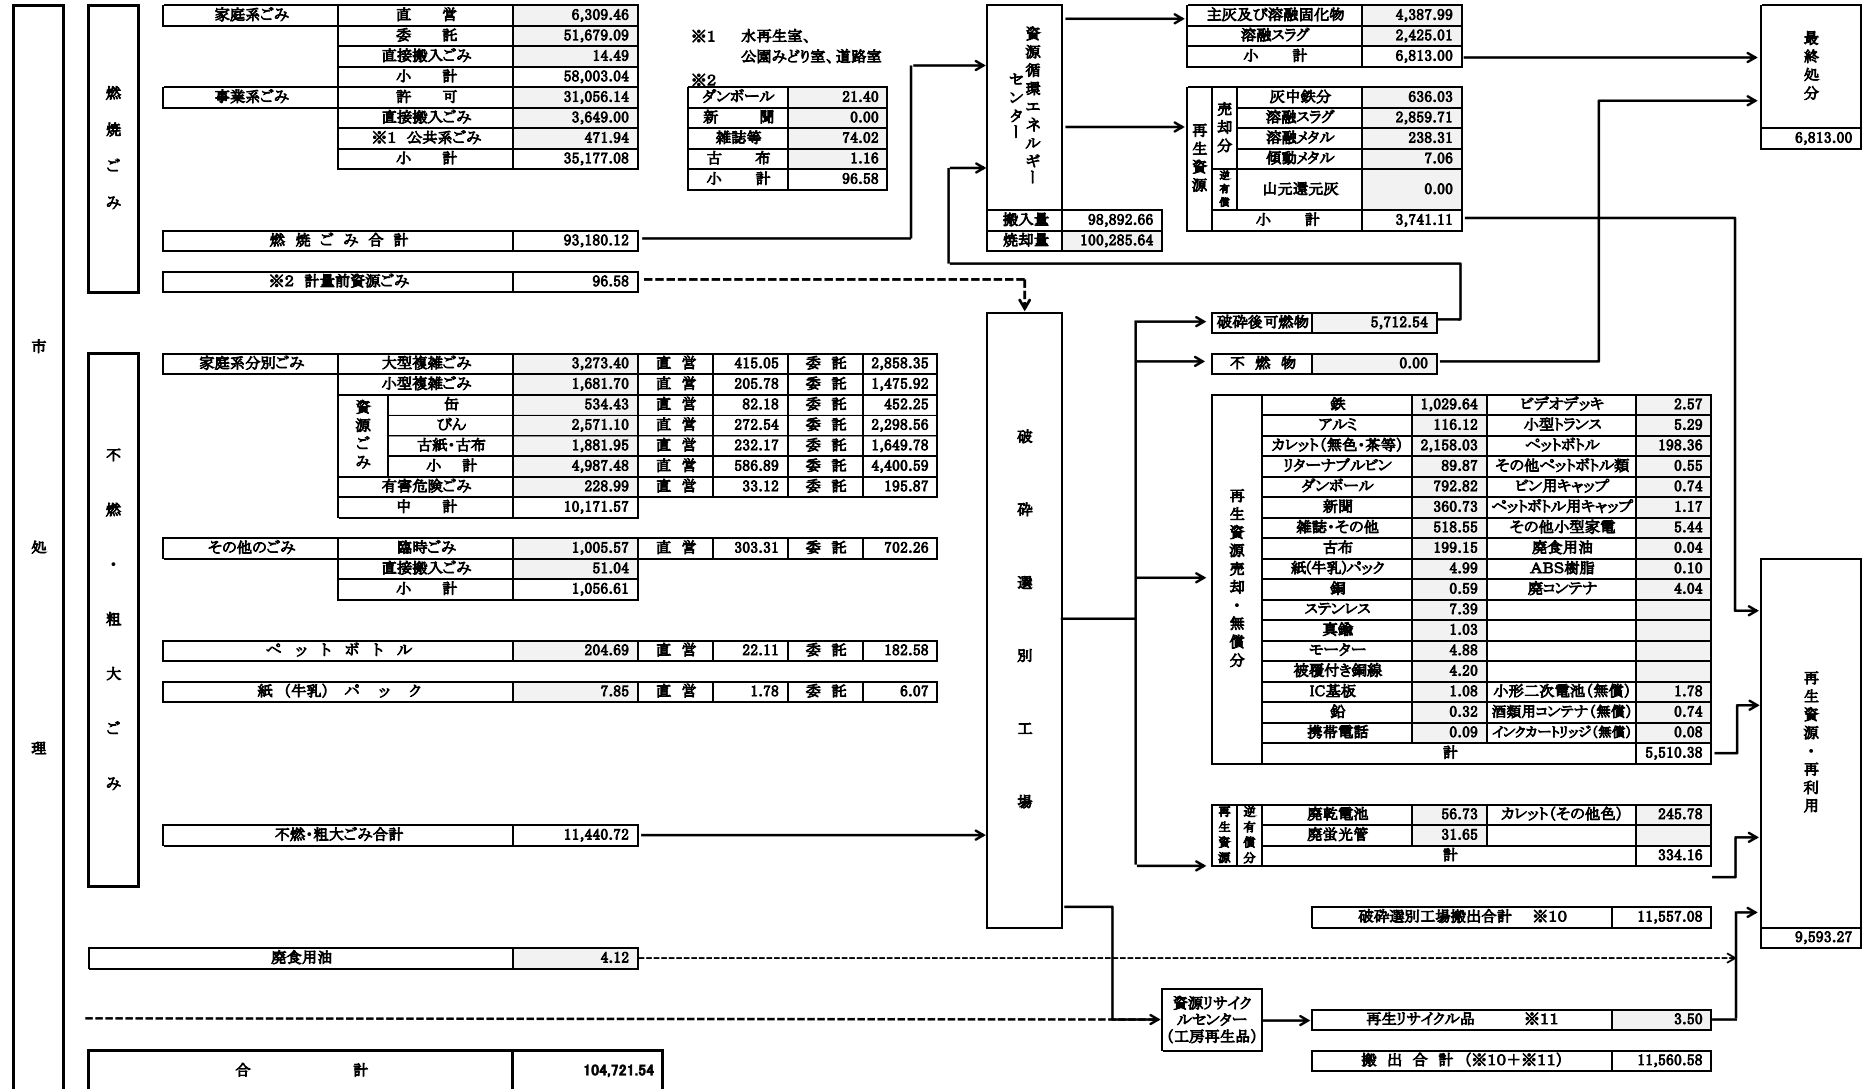 市処理
燃焼ごみ
家庭系ごみ 直営 6,309.46
委託 51,679.09
直接搬入ごみ 14.49
小計 58,003.04
事業系ごみ 許可 31,056.14
直接搬入ごみ 3,649.00
※1 公共系ごみ 471.94
小計 35,177.08
燃焼ごみ合計 93,180.12
※2 計量前資源ごみ 96.58
※1 水再生室、
公園みどり室、道路室
※2
ダンボール 21.40
新聞 0.00
雑誌等 74.02
古布 1.16
小計 96.58
資源循環エネルギーセンター
搬入量 98,892.66
焼却量 100,285.64
主灰及び溶融固化物 4,387.99
溶融スラグ 2,425.01
小計 6,813.00
再生資源
売却分
灰中鉄分 636.03
溶融スラグ 2,859.71
溶融メタル 238.31
傾動メタル 7.06
逆有償
山元還元灰 0.00
小計 3,741.11
最終処分
6,813.00
不燃・粗大ごみ
家庭系分別ごみ 大型複雑ごみ 3,273.40 直営 415.05 委託 2,858.35
小型複雑ごみ 1,681.70 直営 205.78 委託 1,475.92
資源ごみ
缶 534.43 直営 82.18 委託 452.25
びん 2,571.10 直営 272.54 委託 2,298.56
古紙・古布 1,881.95 直営 232.17 委託 1,649.78
小計 4,987.48 直営 586.89 委託 4,400.59
有害危険ごみ 228.99 直営 33.12 委託 195.87
中計 10,171.57
その他のごみ 臨時ごみ 1,005.57 直営 303.31 委託 702.26
直接搬入ごみ 51.04
小計 1,056.61
ペットボトル 204.69 直営 22.11 委託 182.58
紙（牛乳）パック 7.85 直営 1.78 委託 6.07
不燃・粗大ごみ合計 11,440.72
破砕選別工場
破砕後可燃物 5,712.54
不燃物 0.00
再生資源売却・無償分
鉄 1,029.64 ビデオデッキ 2.57
アルミ 116.12 小型トランス 5.29
カレット（無色・茶等） 2,158.03 ペットボトル 198.36
リターナブルビン 89.87 その他ペットボトル類 0.55
ダンボール 792.82 ビン用キャップ 0.74
新聞 360.73 ペットボトル用キャップ 1.17
雑誌・その他 518.55 その他小型家電 5.44
古布 199.15 廃食用油 0.04
紙(牛乳)パック 4.99 ABS樹脂 0.10
銅 0.59 廃コンテナ 4.04
ステンレス 7.39
真鍮 1.03
モーター 4.88
被覆付き銅線 4.20
IC基板 1.08 小形二次電池（無償） 1.78
鉛 0.32 酒類用コンテナ（無償） 0.74
携帯電話 0.09 インクカートリッジ（無償） 0.08
計 5,510.38
再生資源
逆有償分
廃乾電池 56.73 カレット（その他色） 245.78
廃蛍光管 31.65
計 334.16
破砕選別工場搬出合計 ※10 11,557.08
再生資源・再利用
9,593.27
廃食用油 4.12
資源リサイク
ルセンター
（工房再生品）
再生リサイクル品 ※11 3.50
搬出合計（※10＋※11） 11,560.58
合計 104,721.54